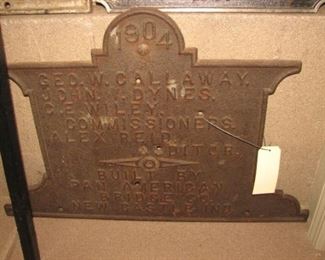 1904
GEO. W. CALLAWAY.
JOHN DYNES.
C.E. WILEY.
COMMISSIONERS.
ALEX REID
AUDITOR.
BUILT BY
PAN AMERICAN
BRIDGE CO.
NEW CASTLE IND.